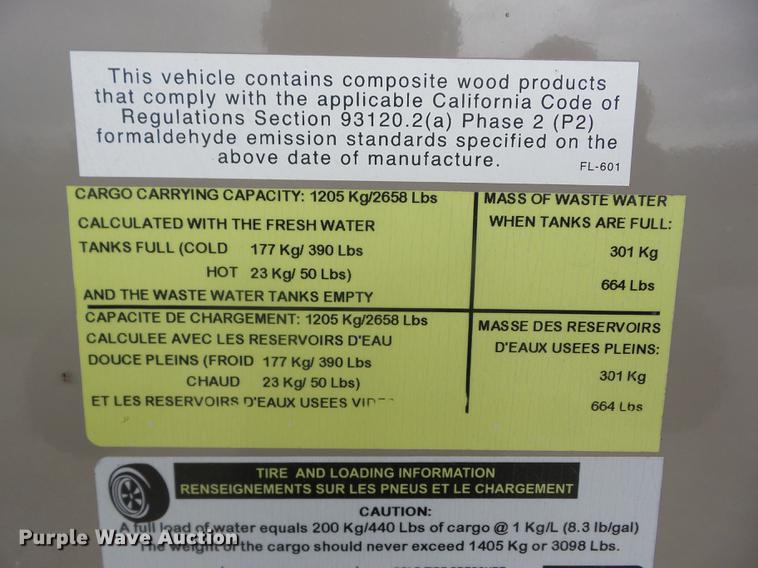 This vehicle contains composite wood products
that comply with the applicable California Code of
Regulations Section 93120.2(a) Phase 2 (P2)
formaldehyde emission standards specified on the
above date of manufacture.
FL-601
CARGO CARRYING CAPACITY: 1205 Kg/2658 Lbs
CALCULATED WITH THE FRESH WATER
TANKS FULL (COLD 177 Kg/ 390 Lbs
HOT 23 Kg/ 50 Lbs)
AND THE WASTE WATER TANKS EMPTY
MASS OF WASTE WATER
WHEN TANKS ARE FULL:
301 Kg
664 Lbs
CAPACITE DE CHARGEMENT: 1205 Kg/2658 Lbs
CALCULEE AVEC LES RESERVOIRS D'EAU
DOUCE PLEINS (FROID 177 Kg/ 390 Lbs
CHAUD 23 Kg/ 50 Lbs)
ET LES RESERVOIRS D'EAUX USEES
MASSE DES RESERVOIRS
D'EAUX USEES PLEINS:
301 Kg
664 Lbs
TIRE AND LOADING INFORMATION
RENSEIGNEMENTS SUR LES PNEUS ET LE CHARGEMENT
CAUTION:
A full load of water equals 200 Kg/440 Lbs of cargo @ 1 Kg/L (8.3 lb/gal)
The weight of the cargo should never exceed 1405 Kg or 3098 Lbs.
Purple Wave Auction